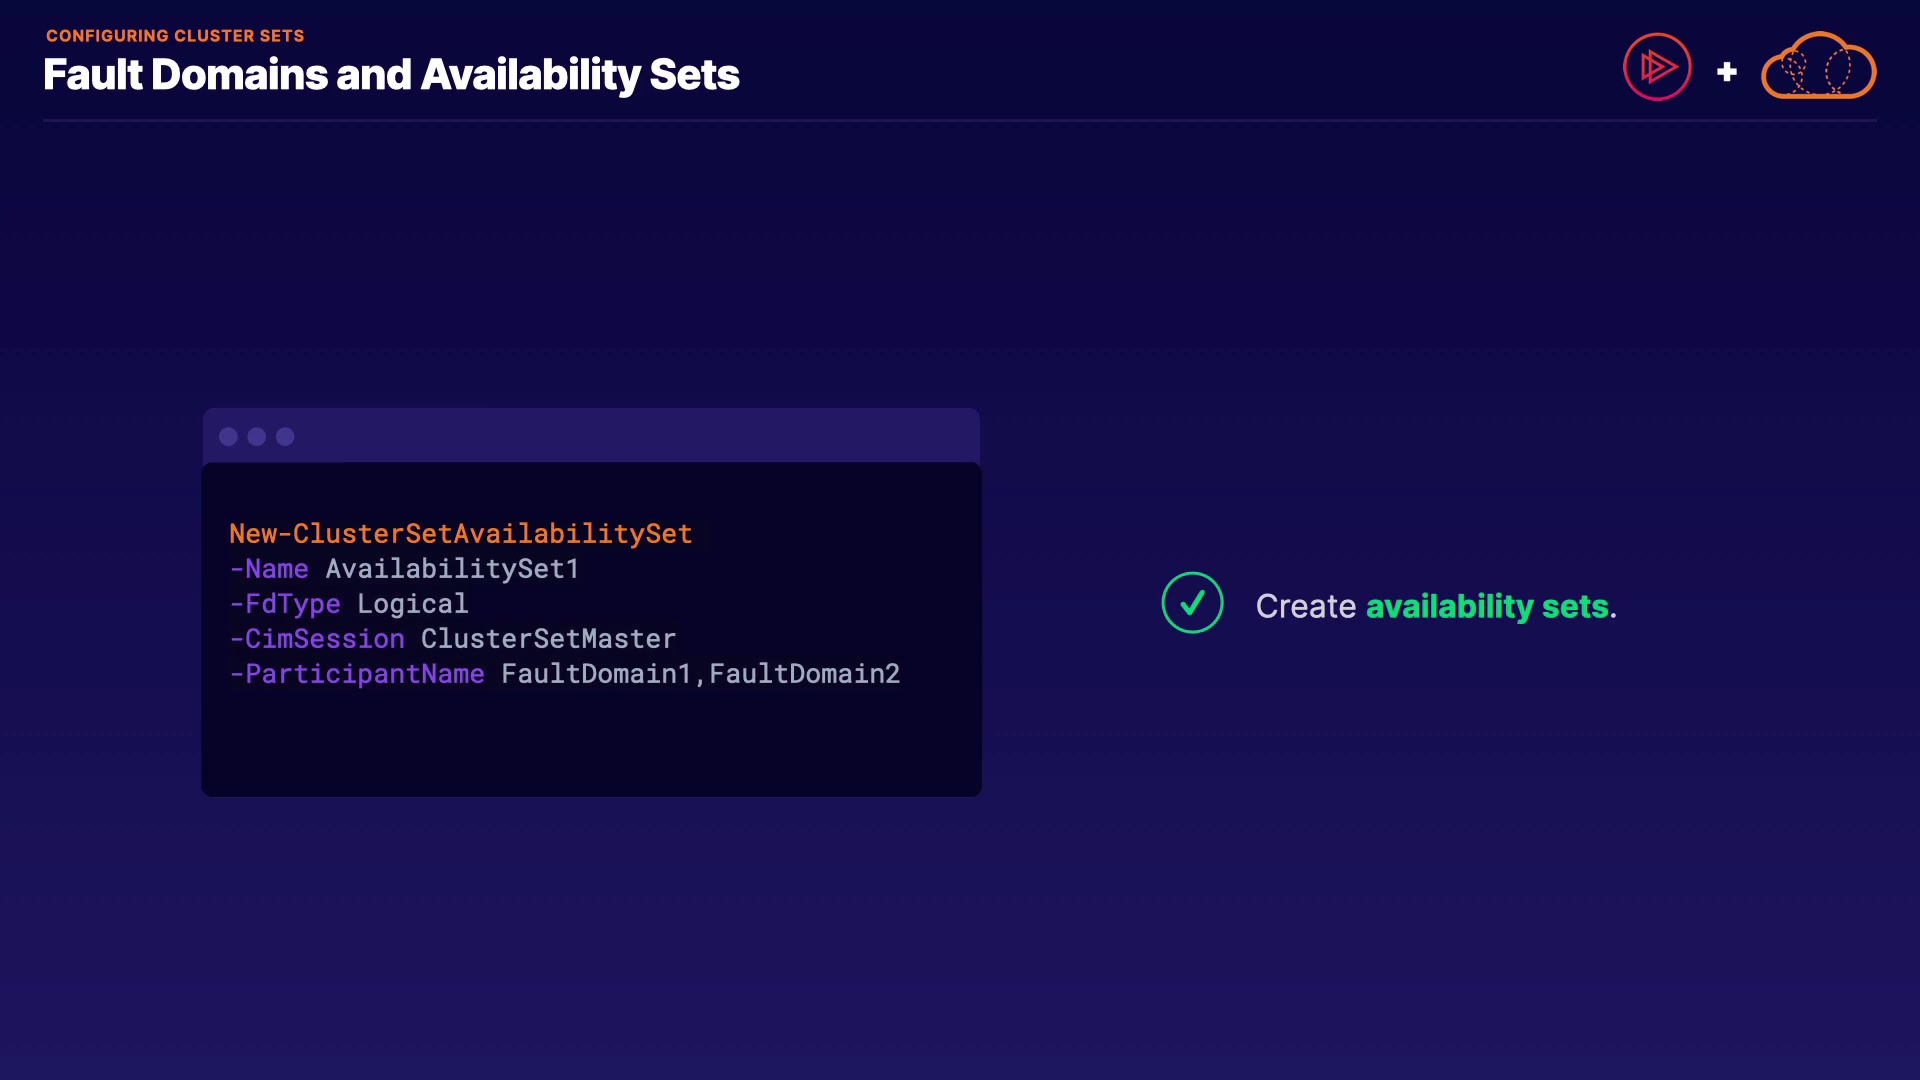 CONFIGURING CLUSTER SETS
Fault Domains and Availability Sets
New-ClusterSetAvailabilitySet
-Name AvailabilitySet1
-FdType Logical
-CimSession ClusterSetMaster
-ParticipantName FaultDomain1,FaultDomain2
Create availability sets.